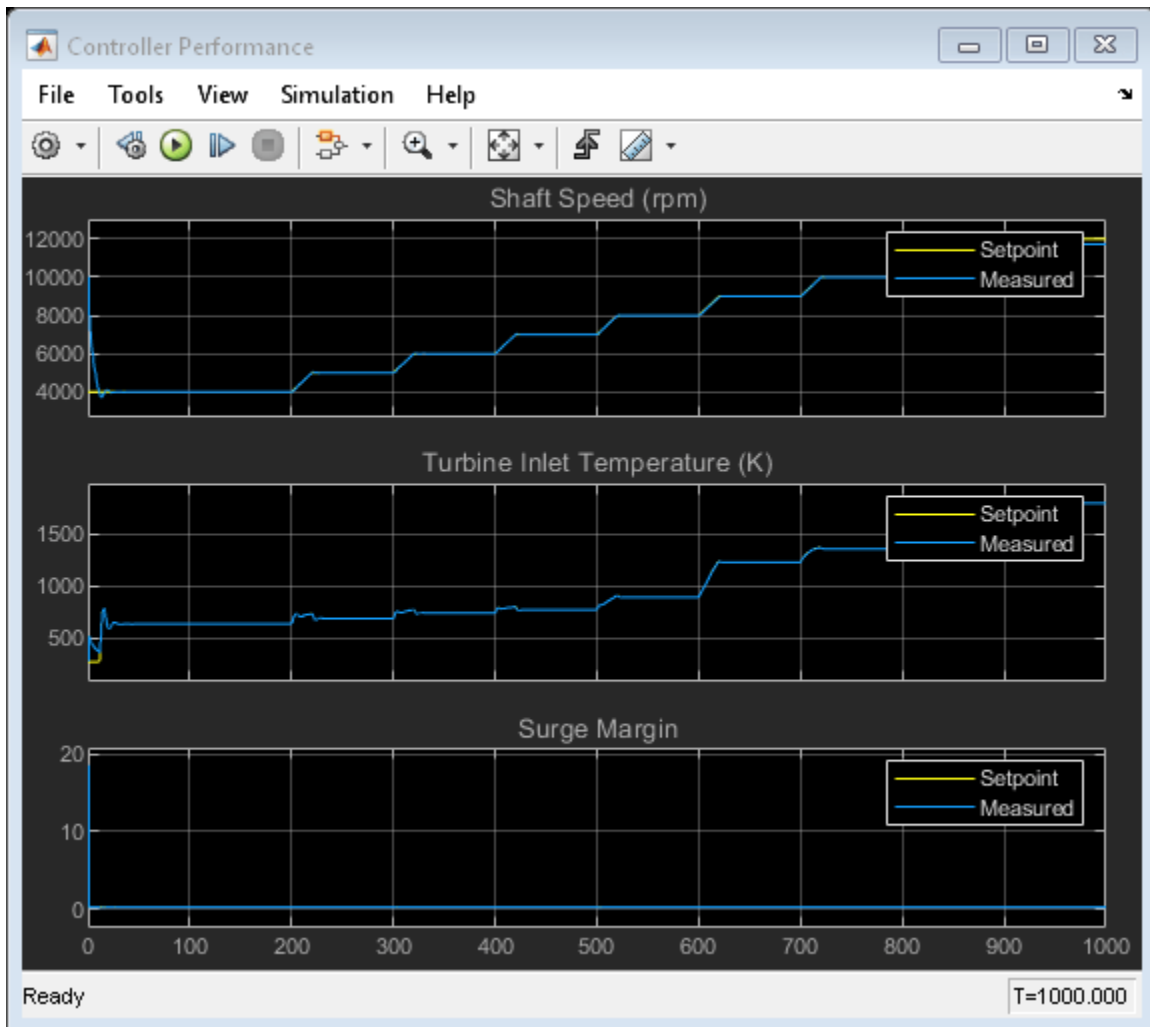 Controller Performance
File Tools View Simulation Help
Shaft Speed (rpm)
12000
10000
8000
6000
4000
Setpoint
Measured
Turbine Inlet Temperature (K)
1500
1000
500
Setpoint
Measured
Surge Margin
20
10
0
Setpoint
Measured
0 100 200 300 400 500 600 700 800 900 1000
Ready T=1000.000